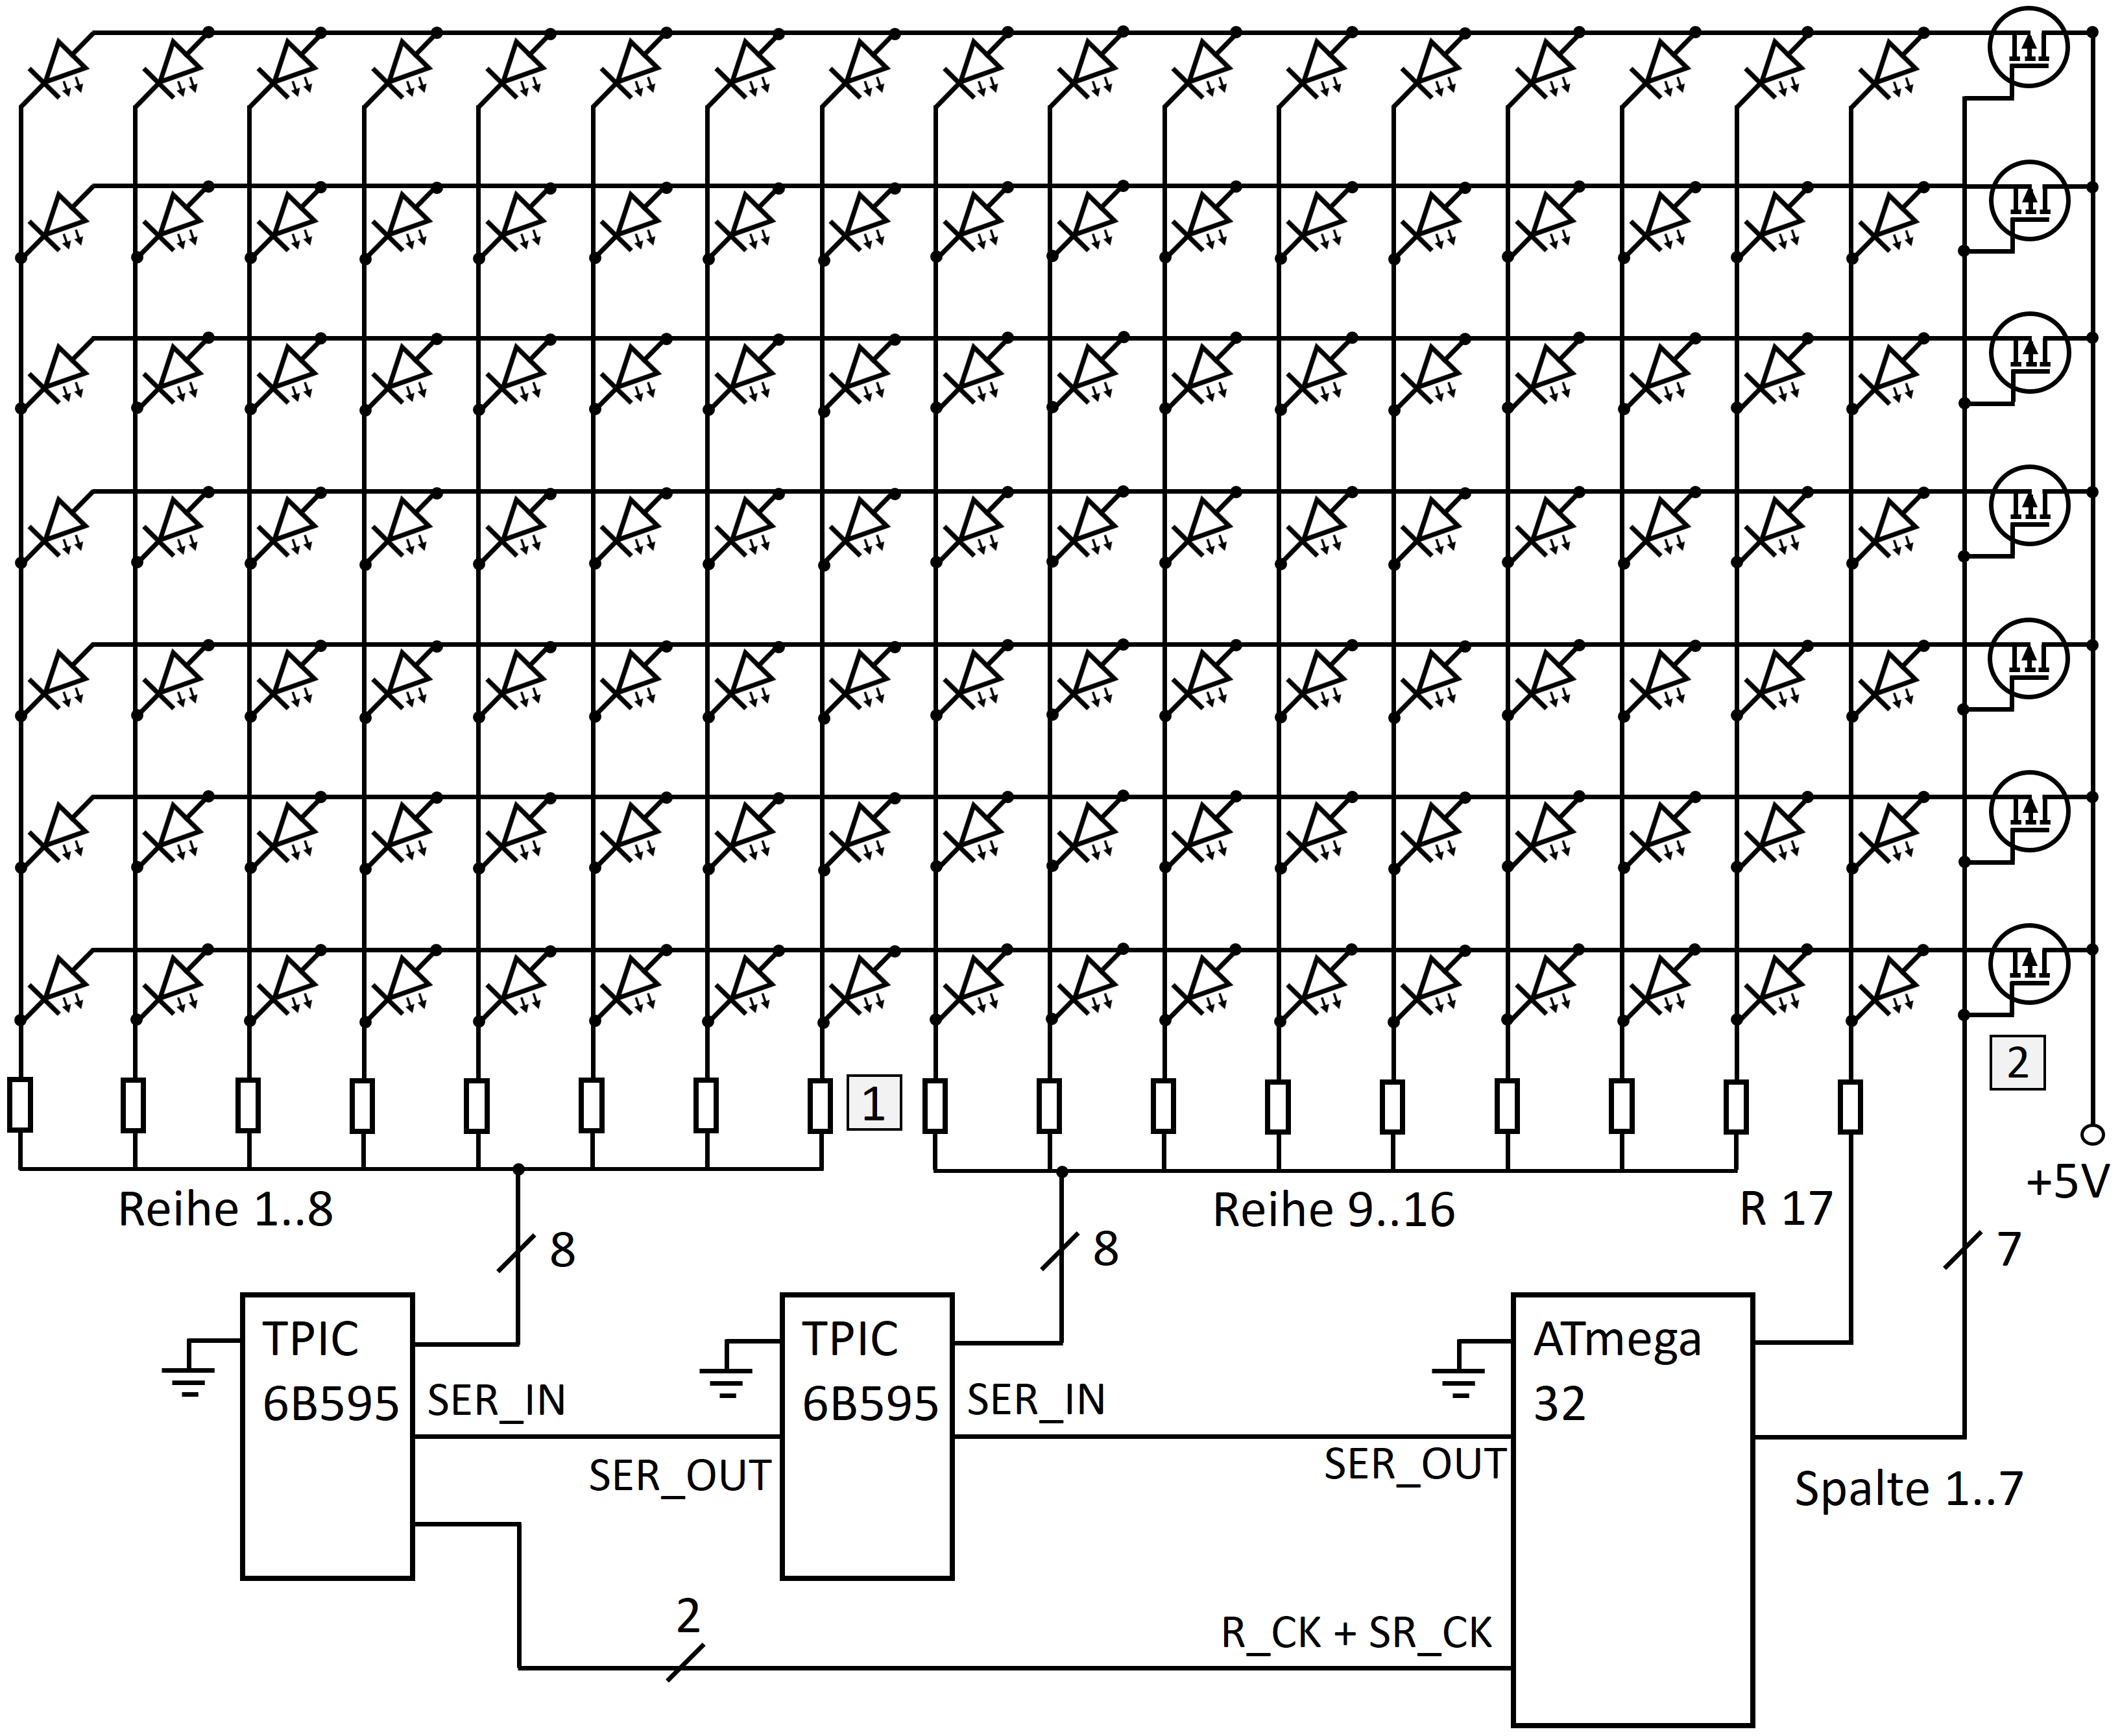 2
1
+5V
Reihe 1..8
Reihe 9..16
R 17
8
8
7
TPIC
6B595
SER_IN
SER_OUT
TPIC
6B595
SER_IN
SER_OUT
ATmega
32
Spalte 1..7
2
R_CK + SR_CK